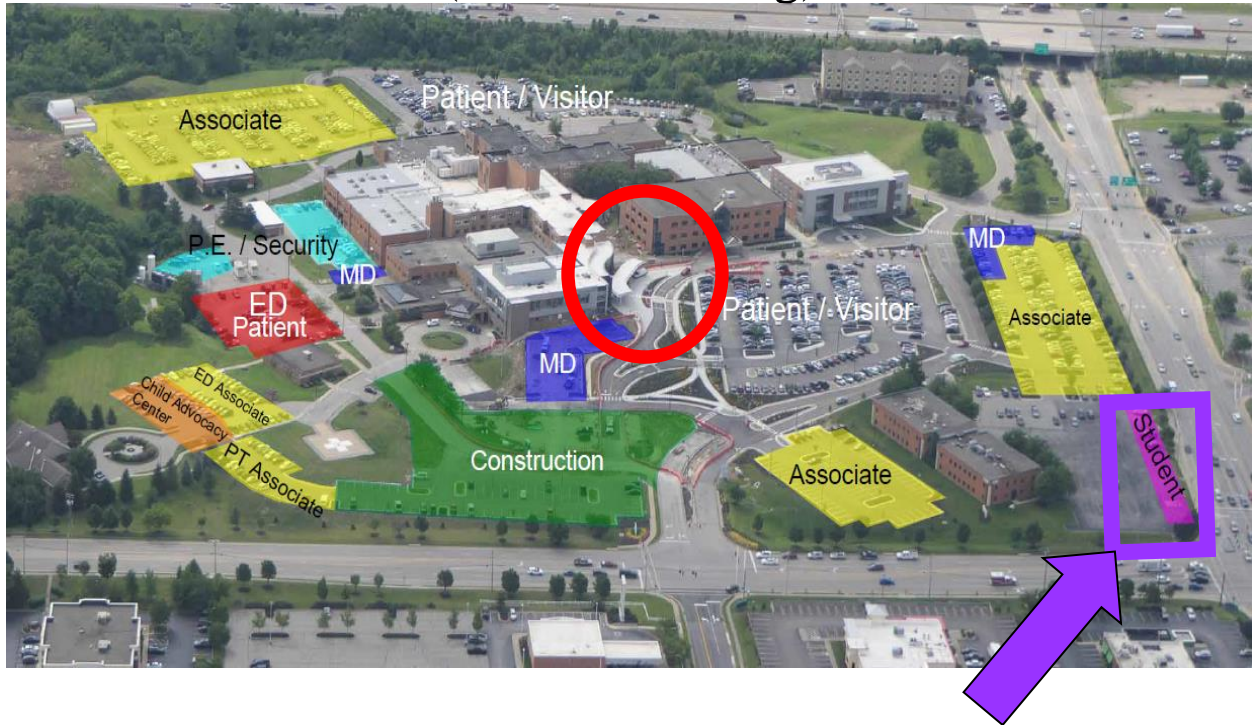 Patient / Visitor
Associate
P.E. / Security
MD
MD
ED
Patient
Patient / Visitor
Associate
MD
ED Associate
Child Advocacy
Center
Student
PT Associate
Construction
Associate